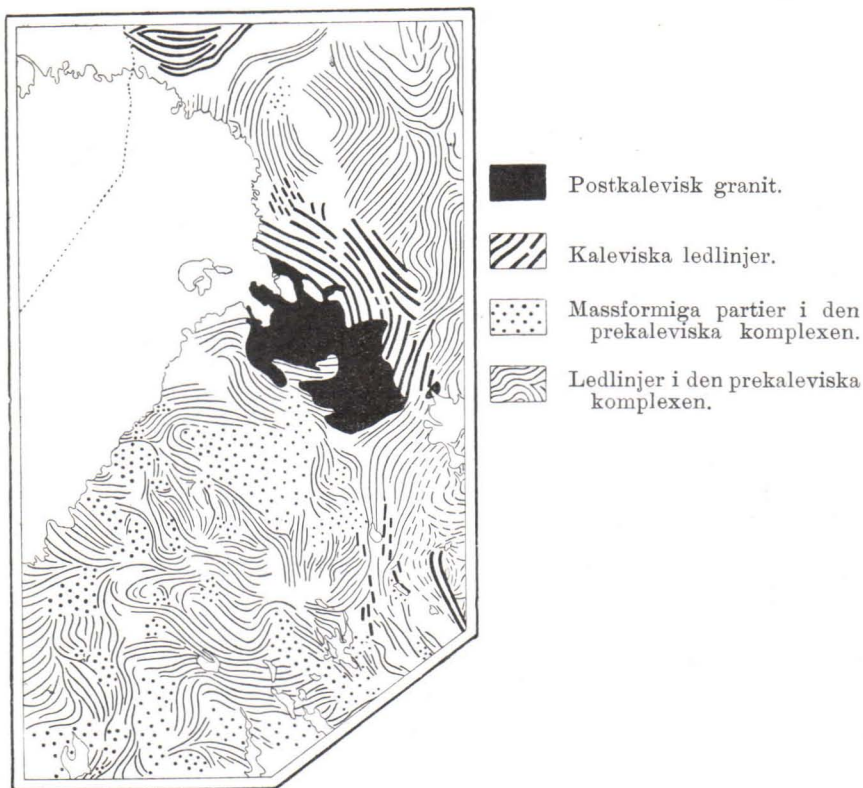 Postkalevisk granit.
Kaleviska ledlinjer.
Massformiga partier i den
prekaleviska komplexen.
Ledlinjer i den prekaleviska
komplexen.